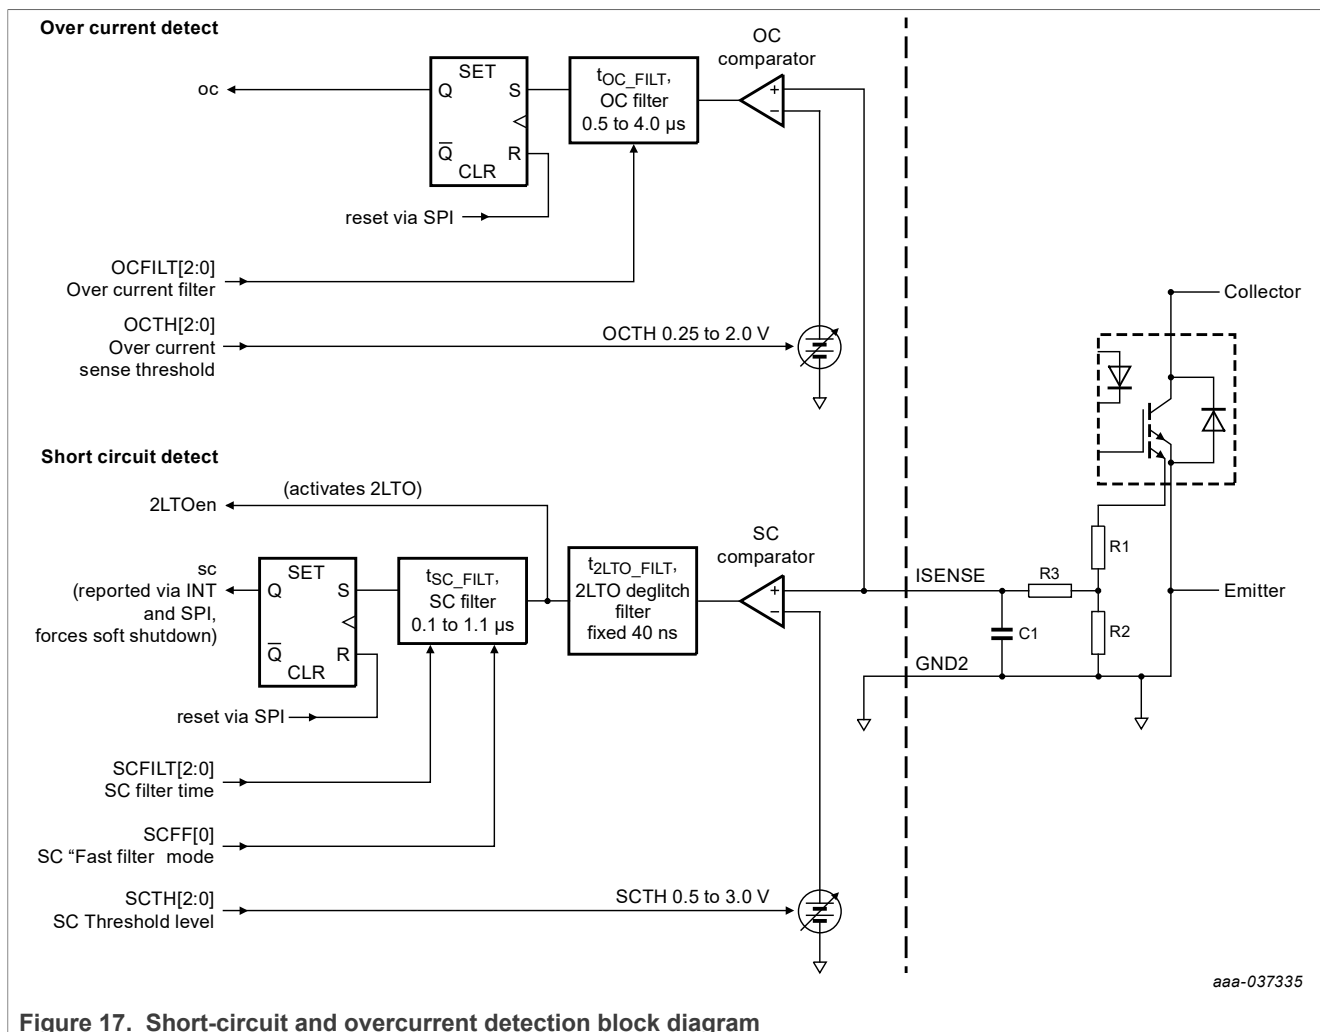 Over current detect
OC
comparator
SET
Q
S
Q̅
R
CLR
oc
tOC_FILT,
OC filter
0.5 to 4.0 µs
+
−
reset via SPI
OCFILT[2:0]
Over current filter
OCTH[2:0]
Over current
sense threshold
OCTH 0.25 to 2.0 V
Collector
Short circuit detect
(activates 2LTO)
2LTOen
SC
comparator
sc
(reported via INT
and SPI,
forces soft shutdown)
SET
Q
S
Q̅
R
CLR
tSC_FILT,
SC filter
0.1 to 1.1 µs
t2LTO_FILT,
2LTO deglitch
filter
fixed 40 ns
+
−
ISENSE
R3
R1
R2
C1
Emitter
GND2
reset via SPI
SCFILT[2:0]
SC filter time
SCFF[0]
SC “Fast filter mode
SCTH[2:0]
SC Threshold level
SCTH 0.5 to 3.0 V
aaa-037335
Figure 17. Short-circuit and overcurrent detection block diagram